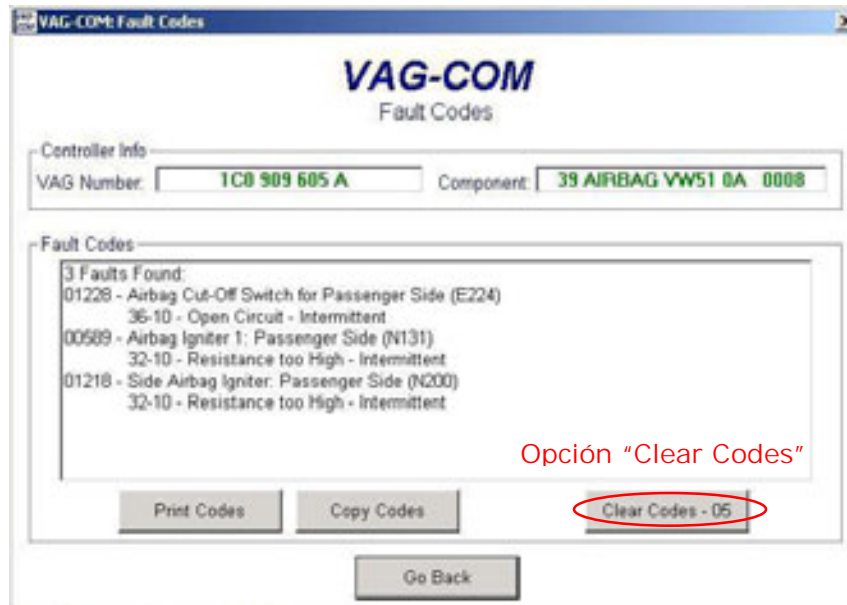 VAG-COM: Fault Codes
VAG-COM
Fault Codes
Controller Info
VAG Number: 1C0 909 605 A Component: 39 AIRBAG VW51 0A 0008
Fault Codes
3 Faults Found:
01228 - Airbag Cut-Off Switch for Passenger Side (E224)
36-10 - Open Circuit - Intermittent
00589 - Airbag Igniter 1: Passenger Side (N131)
32-10 - Resistance too High - Intermittent
01218 - Side Airbag Igniter: Passenger Side (N200)
32-10 - Resistance too High - Intermittent
Opción “Clear Codes”
Print Codes Copy Codes Clear Codes - 05
Go Back